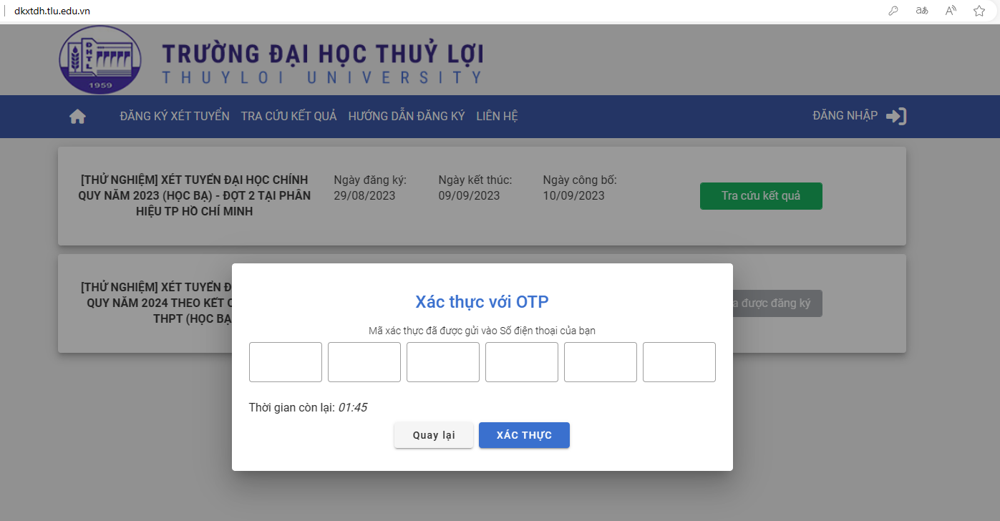 dkxtdh.tlu.edu.vn
ĐHTL
1959
TRƯỜNG ĐẠI HỌC THUỶ LỢI
THUYLOI UNIVERSITY
ĐĂNG KÝ XÉT TUYỂN TRA CỨU KẾT QUẢ HƯỚNG DẪN ĐĂNG KÝ LIÊN HỆ ĐĂNG NHẬP
[THỬ NGHIỆM] XÉT TUYỂN ĐẠI HỌC CHÍNH
QUY NĂM 2023 (HỌC BẠ) - ĐỢT 2 TẠI PHÂN
HIỆU TP HỒ CHÍ MINH
Ngày đăng ký:
29/08/2023
Ngày kết thúc:
09/09/2023
Ngày công bố:
10/09/2023
Tra cứu kết quả
[THỬ NGHIỆM] XÉT TUYỂN Đ
QUY NĂM 2024 THEO KẾT
THPT (HỌC BẠ
a được đăng ký
Xác thực với OTP
Mã xác thực đã được gửi vào Số điện thoại của bạn
Thời gian còn lại: 01:45
Quay lại XÁC THỰC